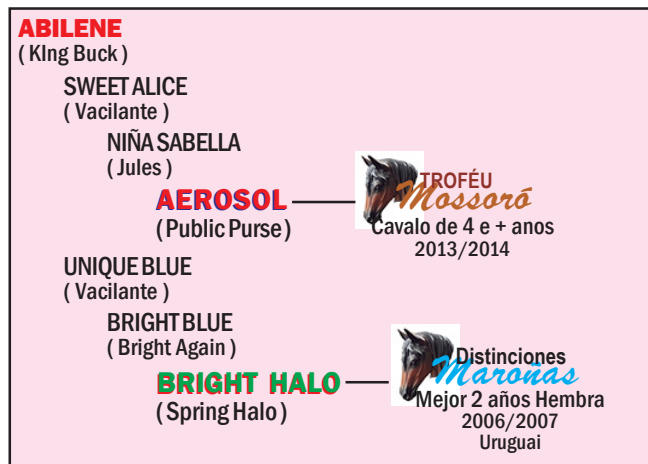 ABILENE
( KIng Buck )
SWEET ALICE
( Vacilante )
NIÑA SABELLA
( Jules )
AEROSOL
( Public Purse )
TROFÉU
Mossoró
Cavalo de 4 e + anos
2013/2014
UNIQUE BLUE
( Vacilante )
BRIGHT BLUE
( Bright Again )
BRIGHT HALO
( Spring Halo )
Distinciones
Maroñas
Mejor 2 años Hembra
2006/2007
Uruguai